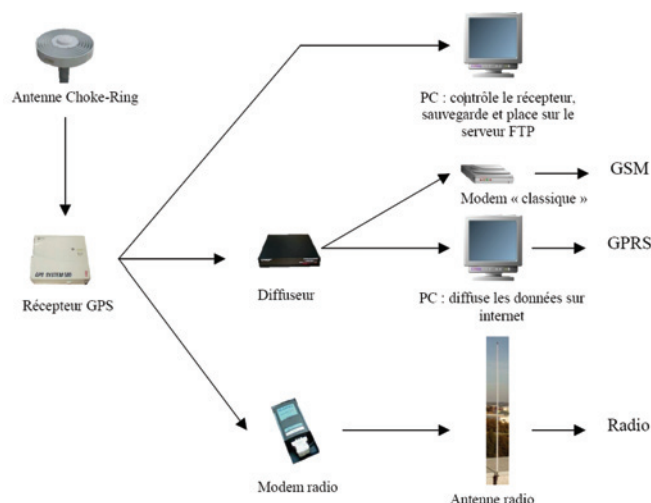 Antenne Choke-Ring
PC : contrôle le récepteur,
sauvegarde et place sur le
serveur FTP
GSM
Modem « classique »
GPRS
Récepteur GPS
Diffuseur
PC : diffuse les données sur
internet
Radio
Modem radio
Antenne radio